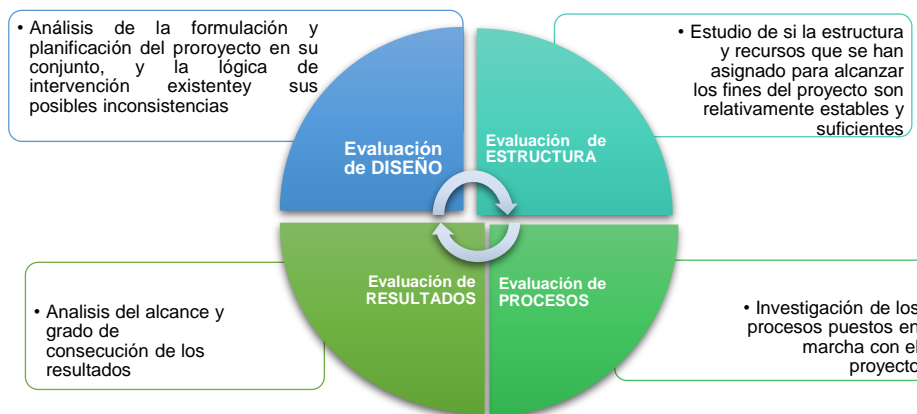 • Análisis de la formulación y
planificación del proroyecto en su
conjunto, y la lógica de
intervención existentey sus
posibles inconsistencias
• Estudio de si la estructura
y recursos que se han
asignado para alcanzar
los fines del proyecto son
relativamente estables y
suficientes
Evaluación
de DISEÑO
Evaluación de
ESTRUCTURA
Evaluación de
RESULTADOS
Evaluación de
PROCESOS
• Analisis del alcance y
grado de
consecución de los
resultados
• Investigación de los
procesos puestos en
marcha con el
proyecto